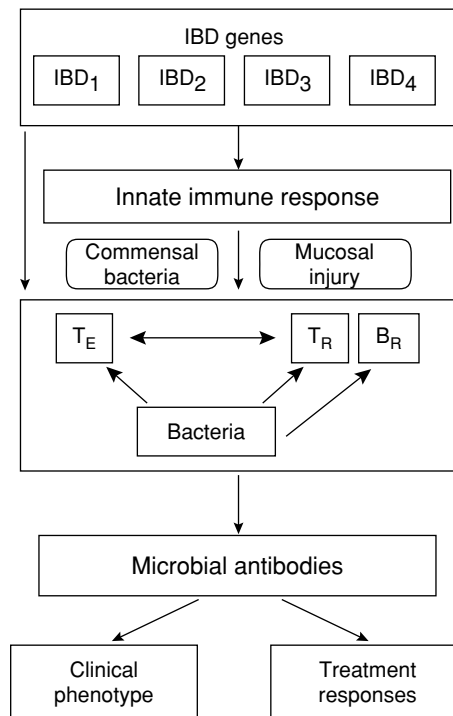 IBD genes
IBD1 IBD2 IBD3 IBD4
Innate immune response
Commensal bacteria
Mucosal injury
TE TR BR
Bacteria
Microbial antibodies
Clinical phenotype
Treatment responses